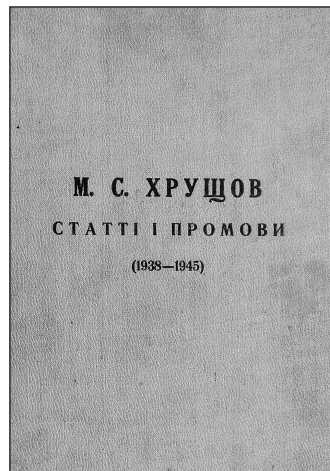 М. С. ХРУЩОВ
СТАТТІ І ПРОМОВИ
(1938—1945)